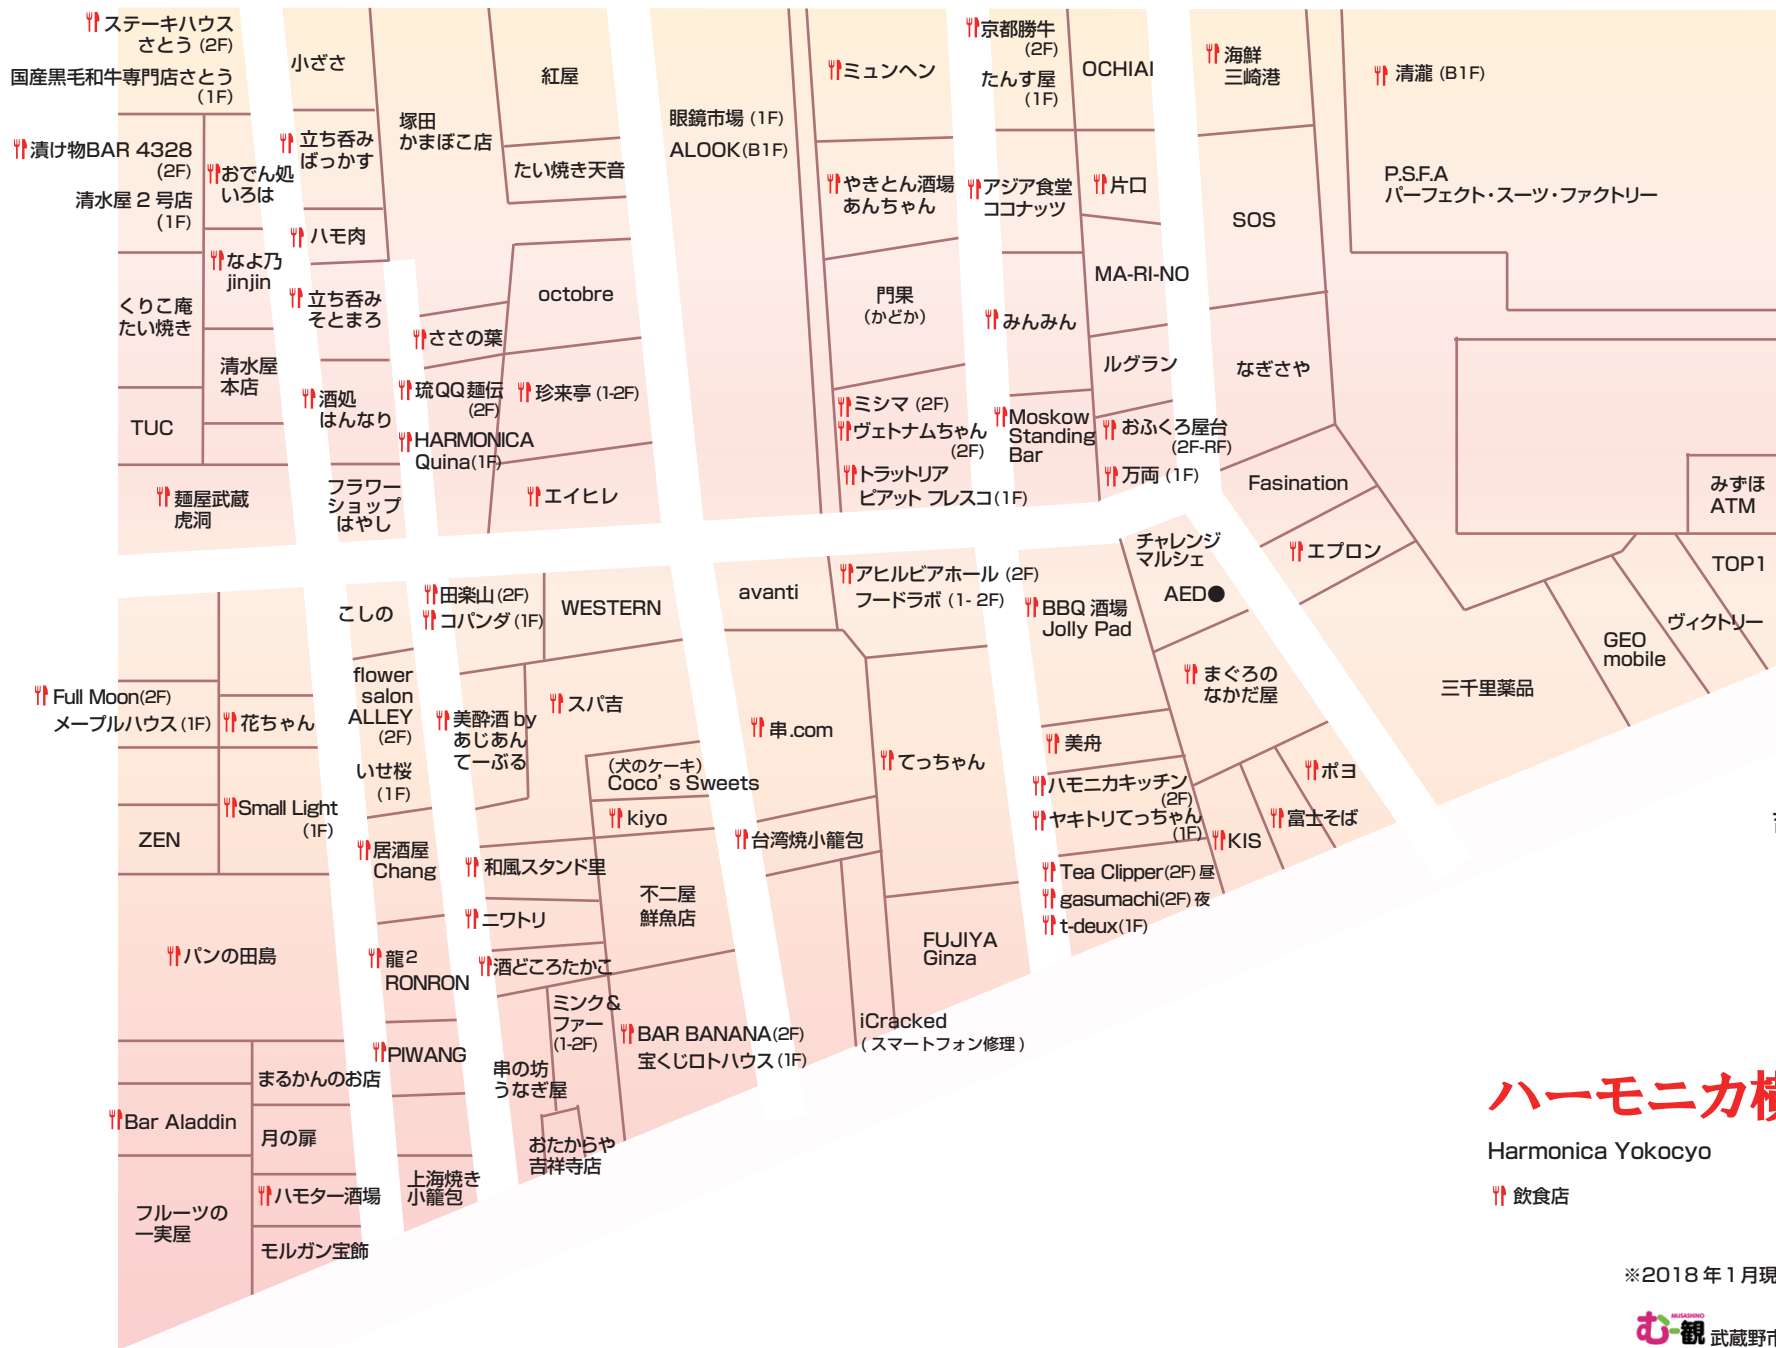 ステーキハウス
さとう (2F)
国産黒毛和牛専門店さとう
(1F)
小ざさ
塚田
かまぼこ店
紅屋
たい焼き天音
眼鏡市場 (1F)
ALOOK(B1F)
ミュンヘン
京都勝牛
(2F)
たんす屋
(1F)
OCHIAI
海鮮
三崎港
清瀧 (B1F)
漬け物BAR 4328
(2F)
清水屋 2 号店
(1F)
おでん処
いろは
立ち呑み
ばっかす
ハモ肉
なよ乃
jinjin
立ち呑み
そとまろ
くりこ庵
たい焼き
清水屋
本店
TUC
酒処
はんなり
麺屋武蔵
虎洞
フラワー
ショップ
はやし
octobre
ささの葉
琉QQ麺伝
(2F)
HARMONICA
Quina(1F)
珍来亭 (1-2F)
エイヒレ
やきとん酒場
あんちゃん
門果
(かどか)
ミシマ (2F)
ヴェトナムちゃん
(2F)
トラットリア
ピアット フレスコ(1F)
アジア食堂
ココナッツ
みんみん
Moskow
Standing
Bar
片口
MA-RI-NO
ルグラン
おふくろ屋台
(2F-RF)
万両 (1F)
SOS
なぎさや
P.S.F.A
パーフェクト・スーツ・ファクトリー
Fasination
エプロン
みずほ
ATM
TOP1
ヴィクトリー
GEO
mobile
三千里薬品
チャレンジ
マルシェ
AED●
まぐろの
なかだ屋
BBQ 酒場
Jolly Pad
アヒルビアホール (2F)
フードラボ (1- 2F)
avanti
WESTERN
田楽山(2F)
コパンダ(1F)
こしの
flower
salon
ALLEY
(2F)
いせ桜
(1F)
Full Moon(2F)
メープルハウス(1F)
花ちゃん
Small Light
(1F)
ZEN
美酔酒 by
あじあん
てーぶる
スパ吉
(犬のケーキ)
Coco’s Sweets
kiyo
串.com
てっちゃん
台湾焼小籠包
美舟
ハモニカキッチン
(2F)
ヤキトリてっちゃん
(1F)
Tea Clipper(2F) 昼
gasumachi(2F) 夜
t-deux(1F)
KIS
富士そば
ポヨ
居酒屋
Chang
和風スタンド里
不二屋
鮮魚店
ニワトリ
酒どころたかこ
パンの田島
龍2
RONRON
FUJIYA
Ginza
ミンク&
ファー
(1-2F)
BAR BANANA(2F)
宝くじロトハウス(1F)
iCracked
( スマートフォン修理 )
PIWANG
串の坊
うなぎ屋
まるかんのお店
Bar Aladdin
月の扉
おたからや
吉祥寺店
ハモター酒場
上海焼き
小籠包
フルーツの
一実屋
モルガン宝飾
ハーモニカ横
Harmonica Yokocyo
飲食店
※2018 年 1 月現
MUSASHINO
む-観 武蔵野市